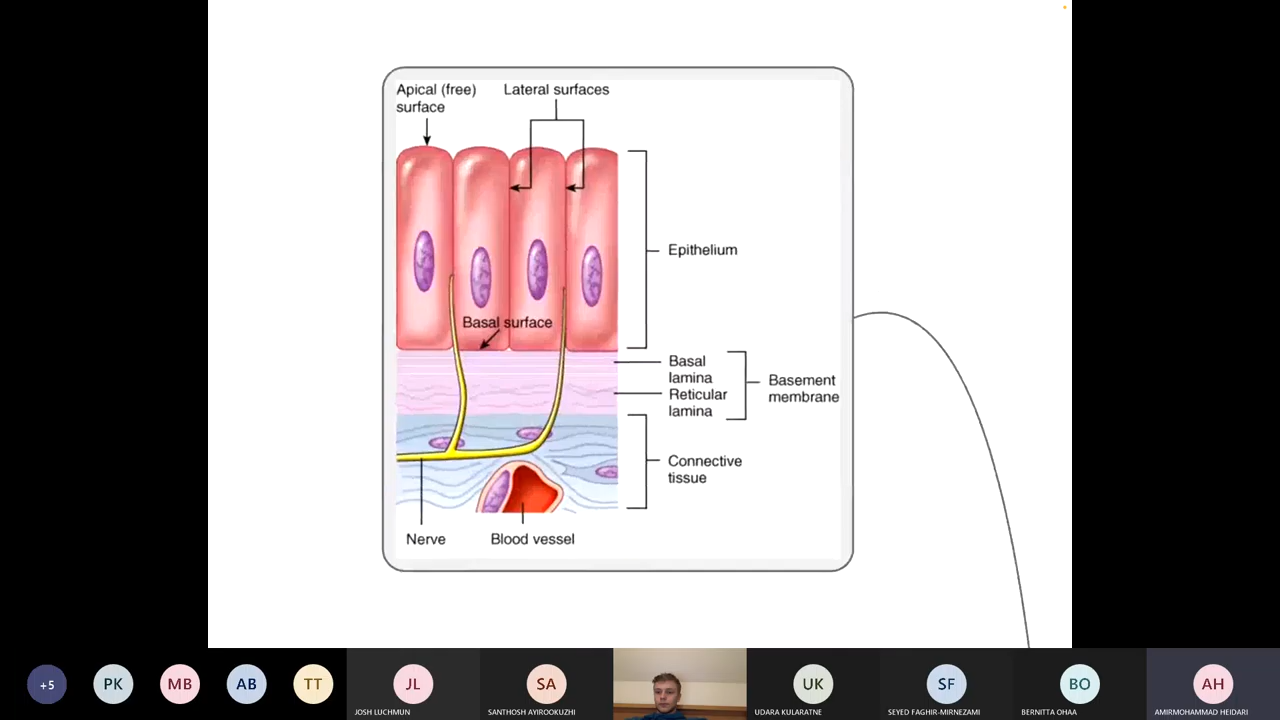 Apical (free)
surface
Lateral surfaces
Epithelium
Basal surface
Basal
lamina
Reticular
lamina
Basement
membrane
Connective
tissue
Nerve
Blood vessel
+5
PK
MB
AB
TT
JL
JOSH LUCHMUN
SA
SANTHOSH AYIROOKUZHI
UK
UDARA KULARATNE
SF
SEYED FAGHIR-MIRNEZAMI
BO
BERNITTA OHAA
AH
AMIRMOHAMMAD HEIDARI